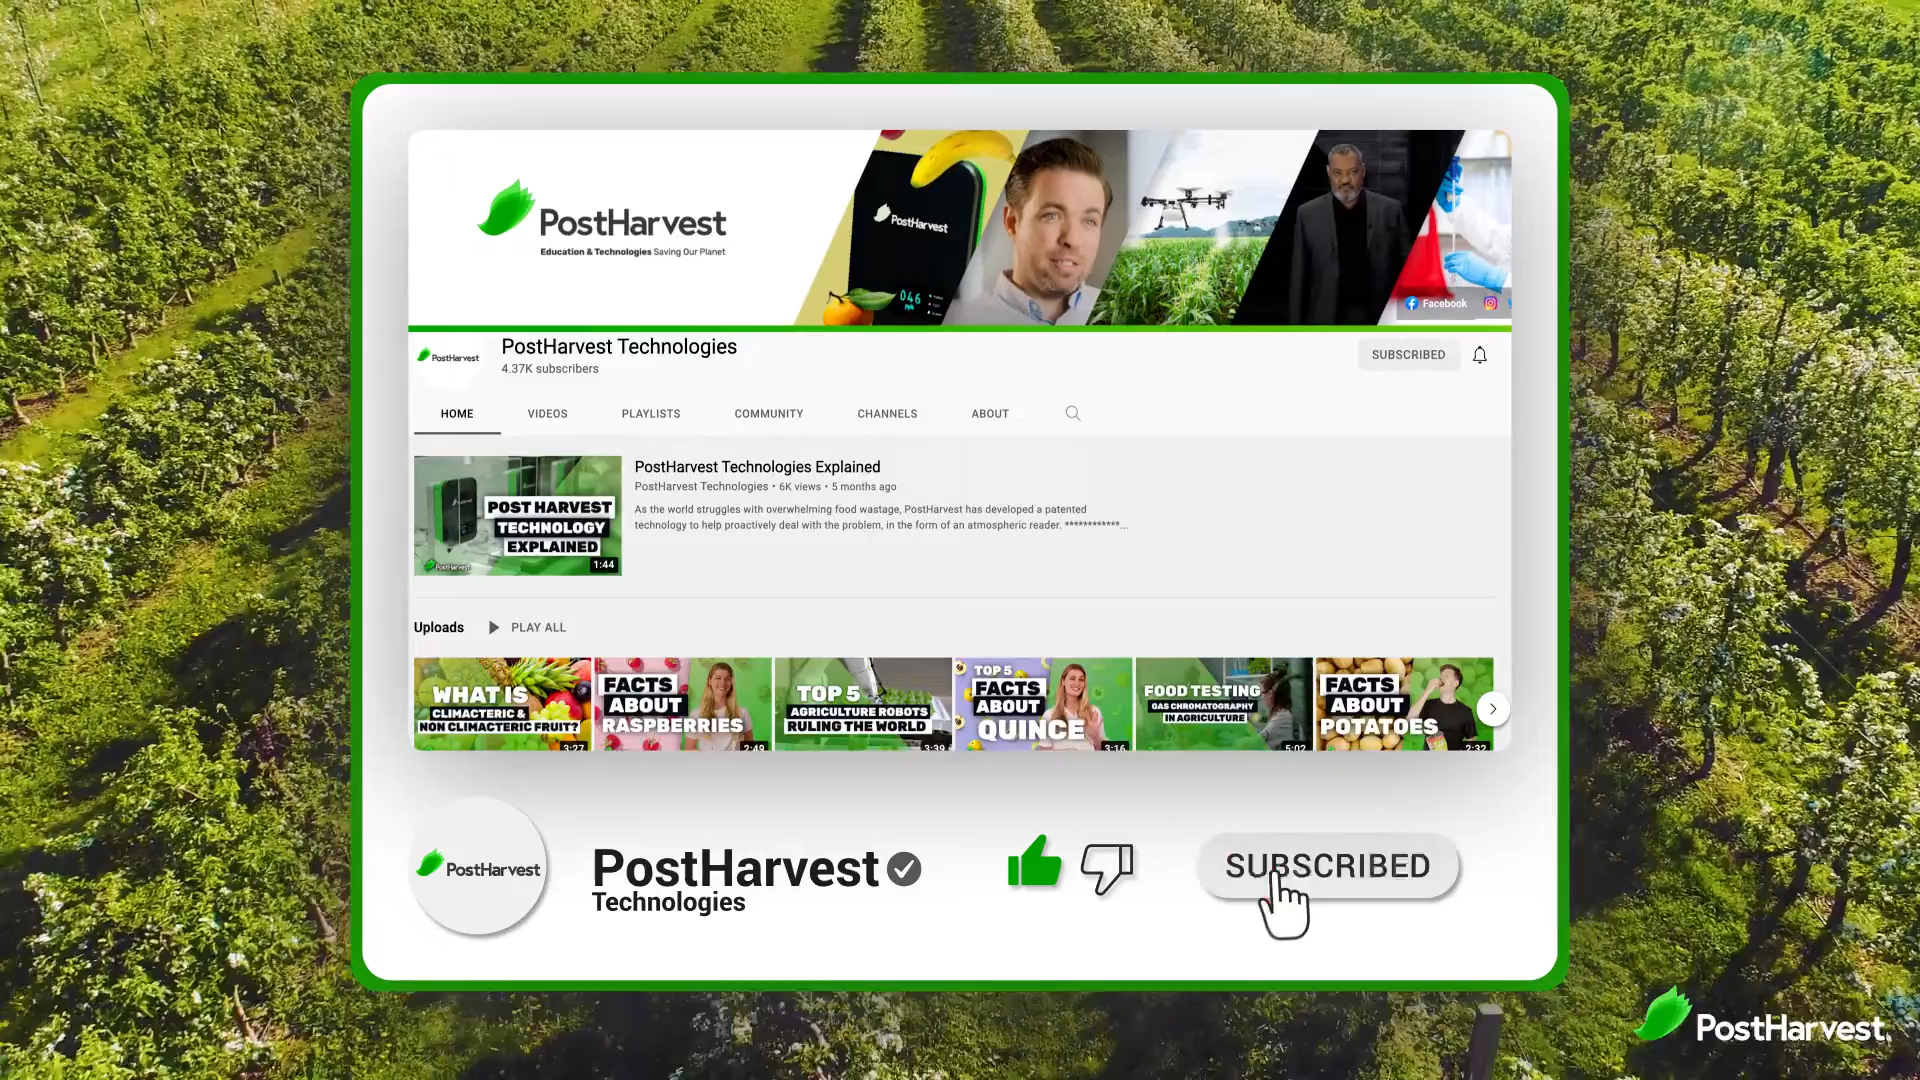 PostHarvest
Education & Technologies Saving Our Planet
PostHarvest
046
Facebook
PostHarvest
PostHarvest Technologies
4.37K subscribers
SUBSCRIBED
HOME VIDEOS PLAYLISTS COMMUNITY CHANNELS ABOUT
POST HARVEST
TECHNOLOGY
EXPLAINED
1:44
PostHarvest
PostHarvest Technologies Explained
PostHarvest Technologies • 6K views • 5 months ago
As the world struggles with overwhelming food wastage, PostHarvest has developed a patented
technology to help proactively deal with the problem, in the form of an atmospheric reader. ************...
Uploads PLAY ALL
WHAT IS
CLIMACTERIC &
NON CLIMACTERIC FRUIT?
3:27
FACTS
ABOUT
RASPBERRIES
2:49
TOP 5
AGRICULTURE ROBOTS
RULING THE WORLD
3:39
TOP 5
FACTS
ABOUT
QUINCE
3:16
FOOD TESTING
GAS CHROMATOGRAPHY
IN AGRICULTURE
5:02
FACTS
ABOUT
POTATOES
2:32
PostHarvest
PostHarvest
Technologies
SUBSCRIBED
PostHarvest.